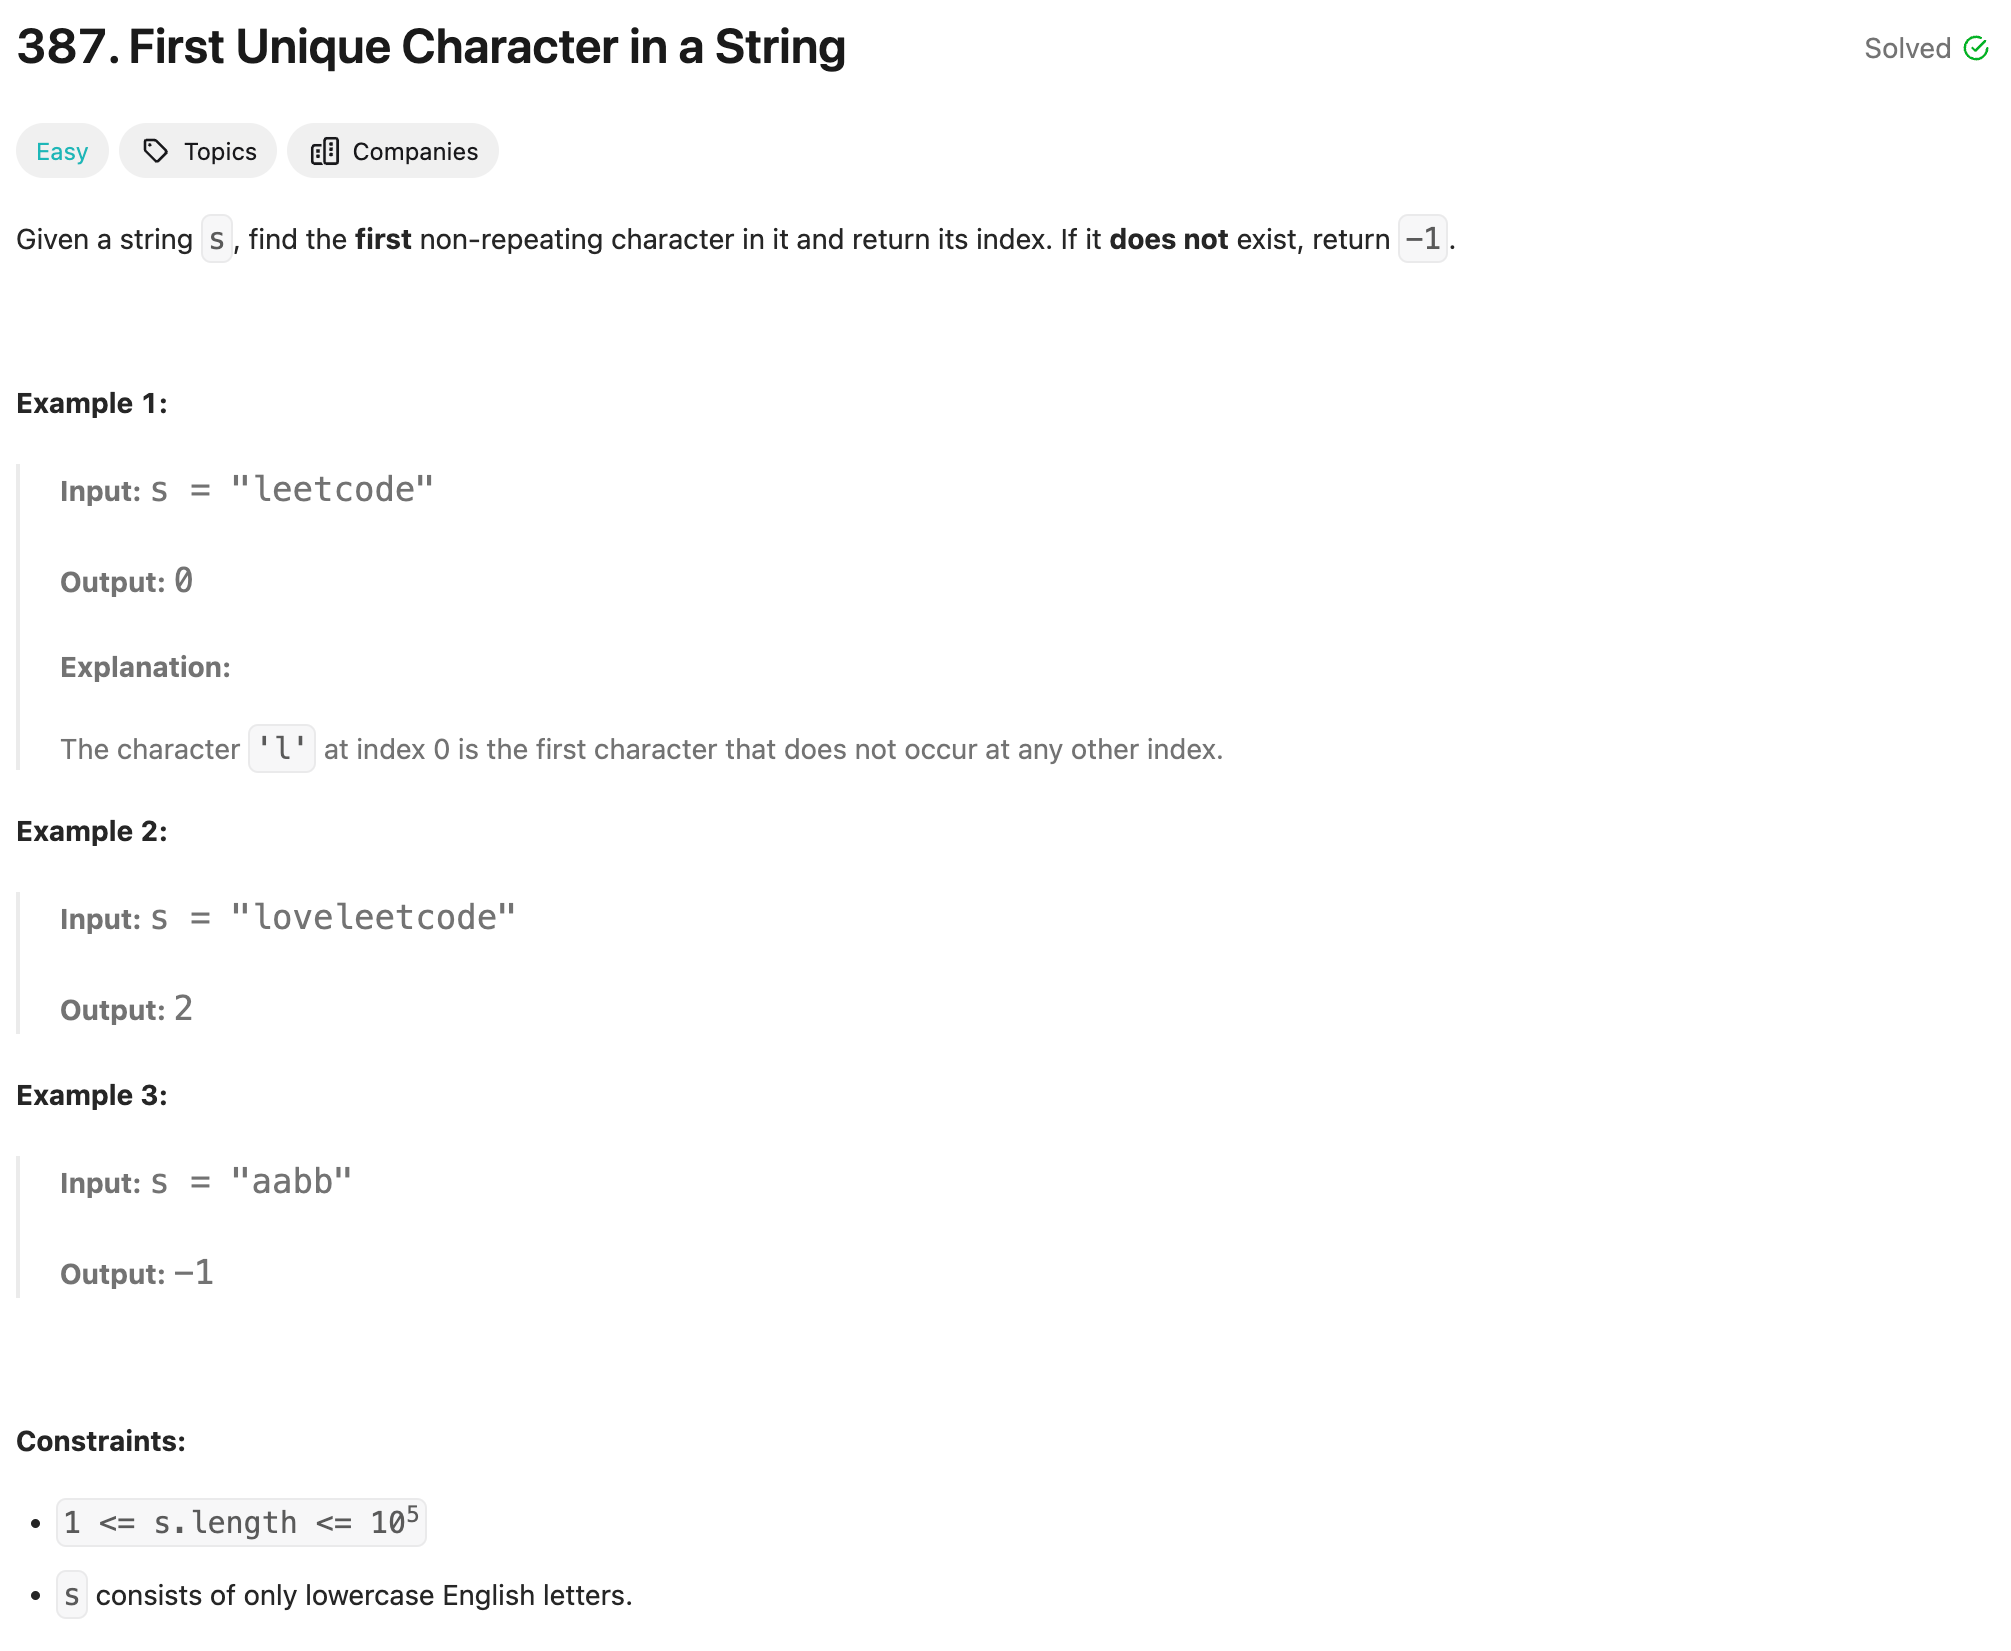 387. First Unique Character in a String
Solved
Easy Topics Companies
Given a string s, find the first non-repeating character in it and return its index. If it does not exist, return -1.
Example 1:
Input: s = "leetcode"
Output: 0
Explanation:
The character 'l' at index 0 is the first character that does not occur at any other index.
Example 2:
Input: s = "loveleetcode"
Output: 2
Example 3:
Input: s = "aabb"
Output: -1
Constraints:
• 1 <= s.length <= 10⁵
• s consists of only lowercase English letters.